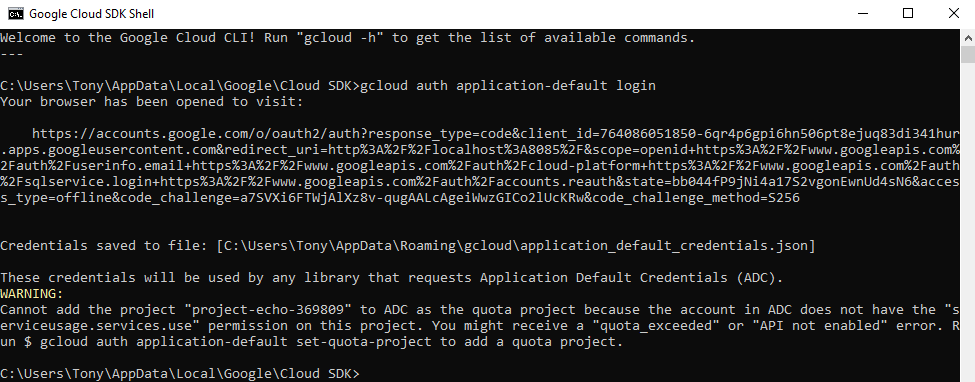 Google Cloud SDK Shell
Welcome to the Google Cloud CLI! Run "gcloud -h" to get the list of available commands.
---
C:\Users\Tony\AppData\Local\Google\Cloud SDK>gcloud auth application-default login
Your browser has been opened to visit:
https://accounts.google.com/o/oauth2/auth?response_type=code&client_id=764086051850-6qr4p6gpi6hn506pt8ejuq83di341hur
.apps.googleusercontent.com&redirect_uri=http%3A%2F%2Flocalhost%3A8085%2F&scope=openid+https%3A%2F%2Fwww.googleapis.com%
2Fauth%2Fuserinfo.email+https%3A%2F%2Fwww.googleapis.com%2Fauth%2Fcloud-platform+https%3A%2F%2Fwww.googleapis.com%2Fauth
%2Fsqlservice.login+https%3A%2F%2Fwww.googleapis.com%2Fauth%2Faccounts.reauth&state=bb044fP9jNi4a17S2vgonEwnUd4sN6&acces
s_type=offline&code_challenge=a7SVXi6FTWjAlXz8v-qugAALcAgeiWwzGICo2lUcKRw&code_challenge_method=S256
Credentials saved to file: [C:\Users\Tony\AppData\Roaming\gcloud\application_default_credentials.json]
These credentials will be used by any library that requests Application Default Credentials (ADC).
WARNING:
Cannot add the project "project-echo-369809" to ADC as the quota project because the account in ADC does not have the "s
erviceusage.services.use" permission on this project. You might receive a "quota_exceeded" or "API not enabled" error. R
un $ gcloud auth application-default set-quota-project to add a quota project.
C:\Users\Tony\AppData\Local\Google\Cloud SDK>